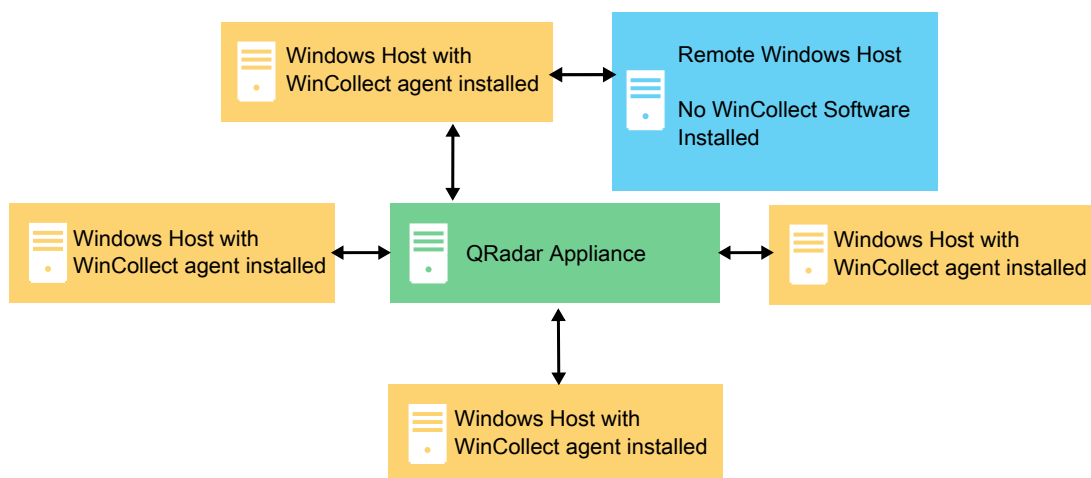 Windows Host with
WinCollect agent installed
Remote Windows Host
No WinCollect Software
Installed
Windows Host with
WinCollect agent installed
QRadar Appliance
Windows Host with
WinCollect agent installed
Windows Host with
WinCollect agent installed